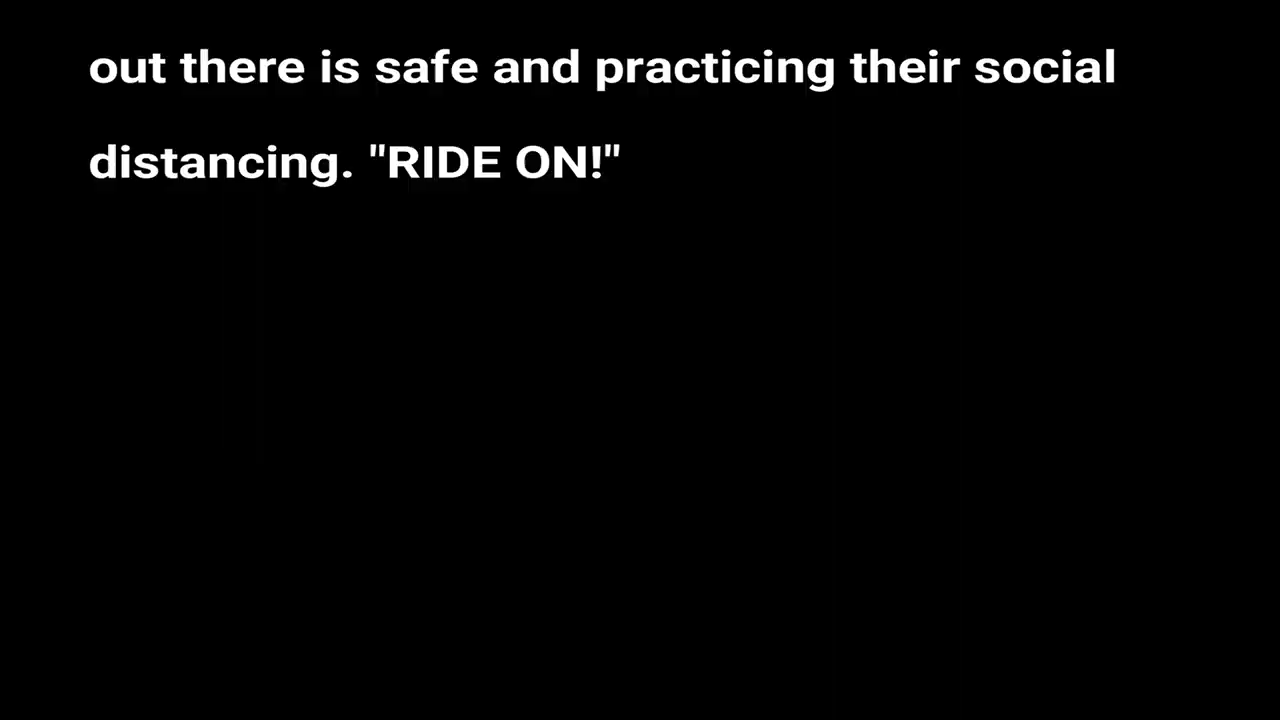 out there is safe and practicing their social
distancing. "RIDE ON!"